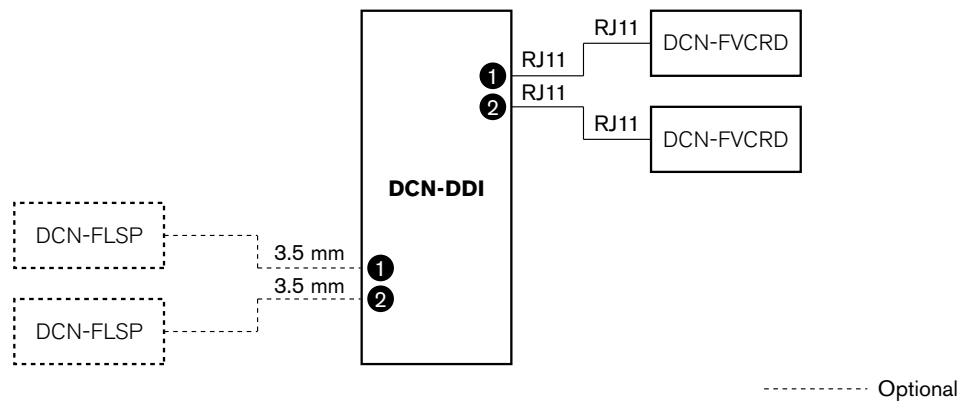 RJ11
DCN-FVCRD
RJ11
1
RJ11
2
RJ11
DCN-FVCRD
DCN-DDI
DCN-FLSP
3.5 mm
1
3.5 mm
2
DCN-FLSP
Optional